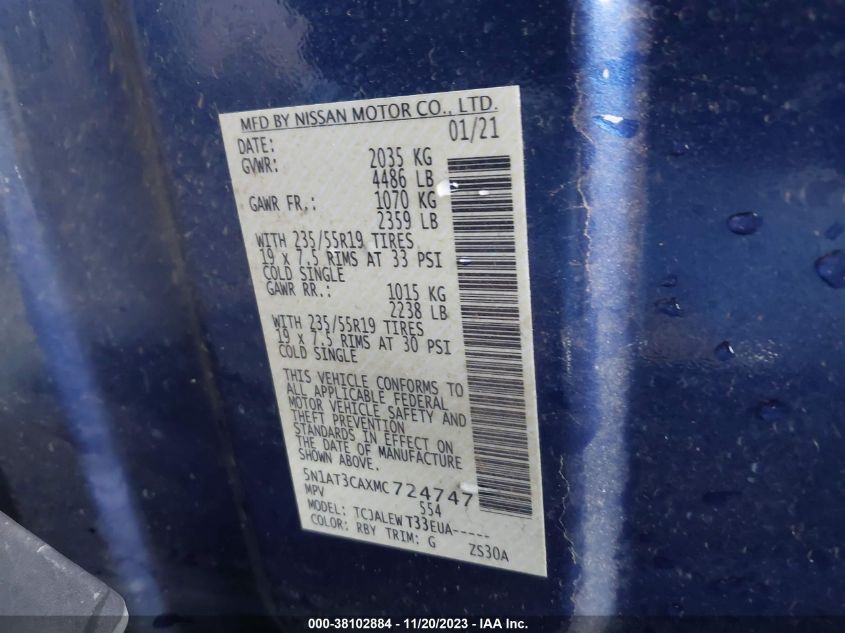 MFD BY NISSAN MOTOR CO., LTD.
DATE: 01/21
GVWR: 2035 KG
4486 LB
GAWR FR.: 1070 KG
2359 LB
WITH 235/55R19 TIRES
19 x 7.5 RIMS AT 33 PSI
COLD SINGLE
GAWR RR.: 1015 KG
2238 LB
WITH 235/55R19 TIRES
19 x 7.5 RIMS AT 30 PSI
COLD SINGLE
THIS VEHICLE CONFORMS TO
ALL APPLICABLE FEDERAL
MOTOR VEHICLE SAFETY AND
THEFT PREVENTION
STANDARDS IN EFFECT ON
THE DATE OF MANUFACTURE
SHOWN ABOVE.
5N1AT3CAXMC724747
MPV 554
MODEL: TCJALEWT33EUA-----
COLOR: RBY TRIM: G ZS30A
000-38102884 - 11/20/2023 - IAA Inc.